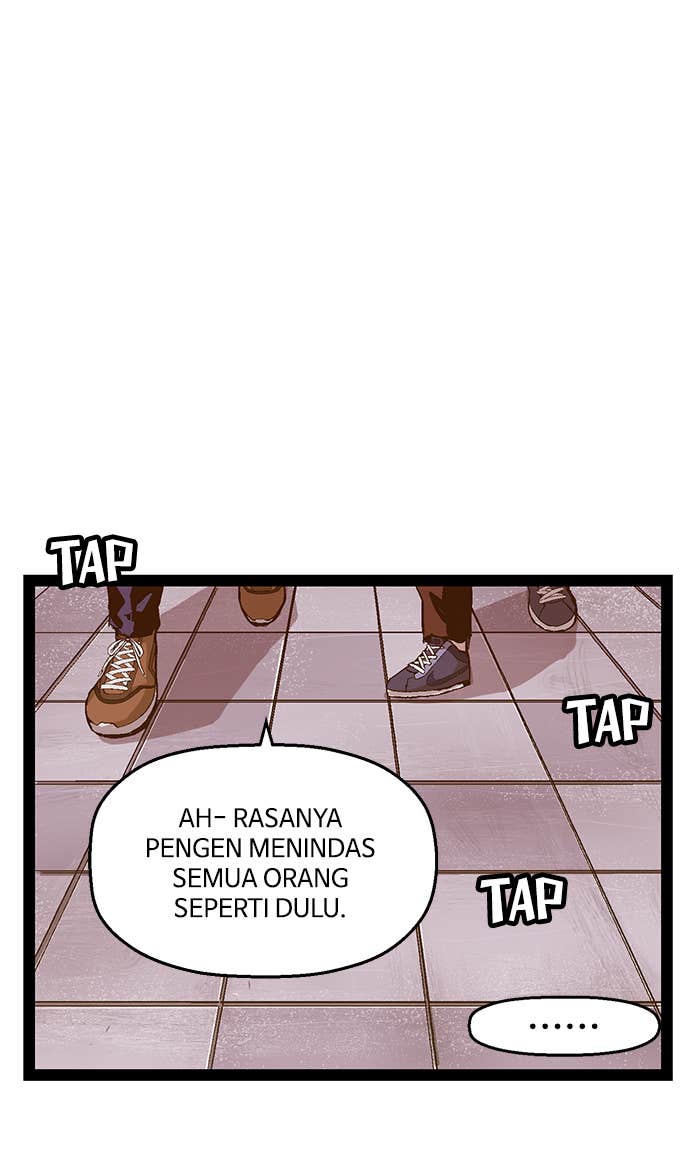 TAP
TAP
AH- RASANYA
PENGEN MENINDAS
SEMUA ORANG
SEPERTI DULU.
TAP
......